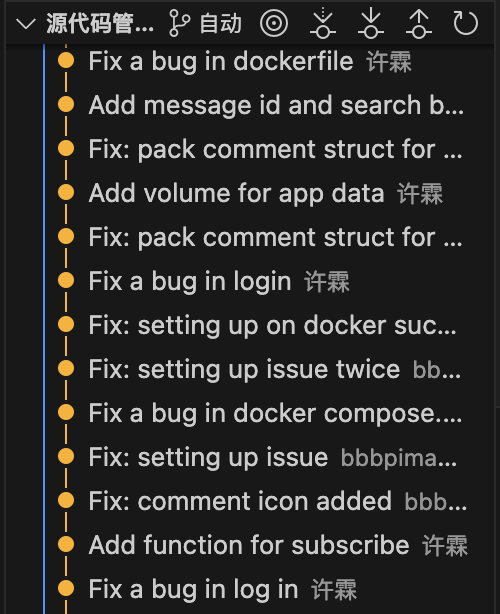 源代码管... 自动
Fix a bug in dockerfile 许霖
Add message id and search b...
Fix: pack comment struct for ...
Add volume for app data 许霖
Fix: pack comment struct for ...
Fix a bug in login 许霖
Fix: setting up on docker suc...
Fix: setting up issue twice bb...
Fix a bug in docker compose....
Fix: setting up issue bbbpima...
Fix: comment icon added bbb...
Add function for subscribe 许霖
Fix a bug in log in 许霖